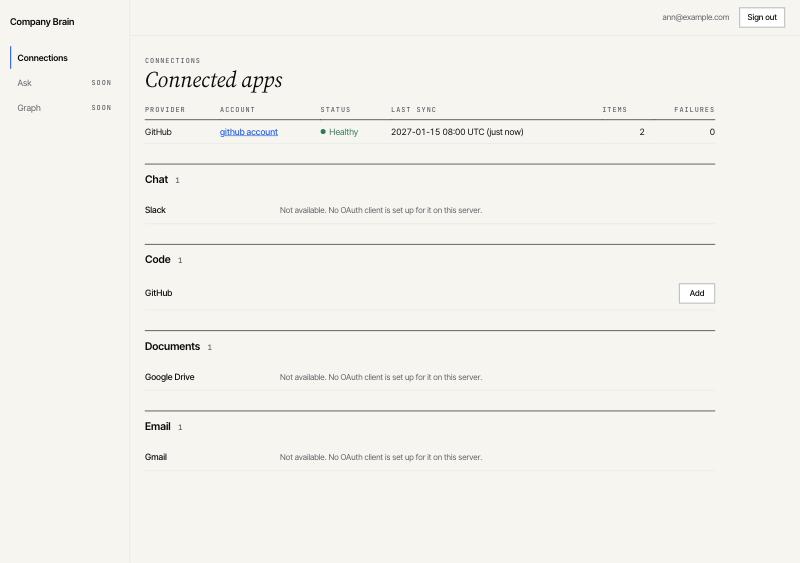 Company Brain
ann@example.com Sign out
Connections
Ask SOON
Graph SOON
CONNECTIONS
Connected apps
PROVIDER ACCOUNT STATUS LAST SYNC ITEMS FAILURES
GitHub github account Healthy 2027-01-15 08:00 UTC (just now) 2 0
Chat 1
Slack Not available. No OAuth client is set up for it on this server.
Code 1
GitHub Add
Documents 1
Google Drive Not available. No OAuth client is set up for it on this server.
Email 1
Gmail Not available. No OAuth client is set up for it on this server.